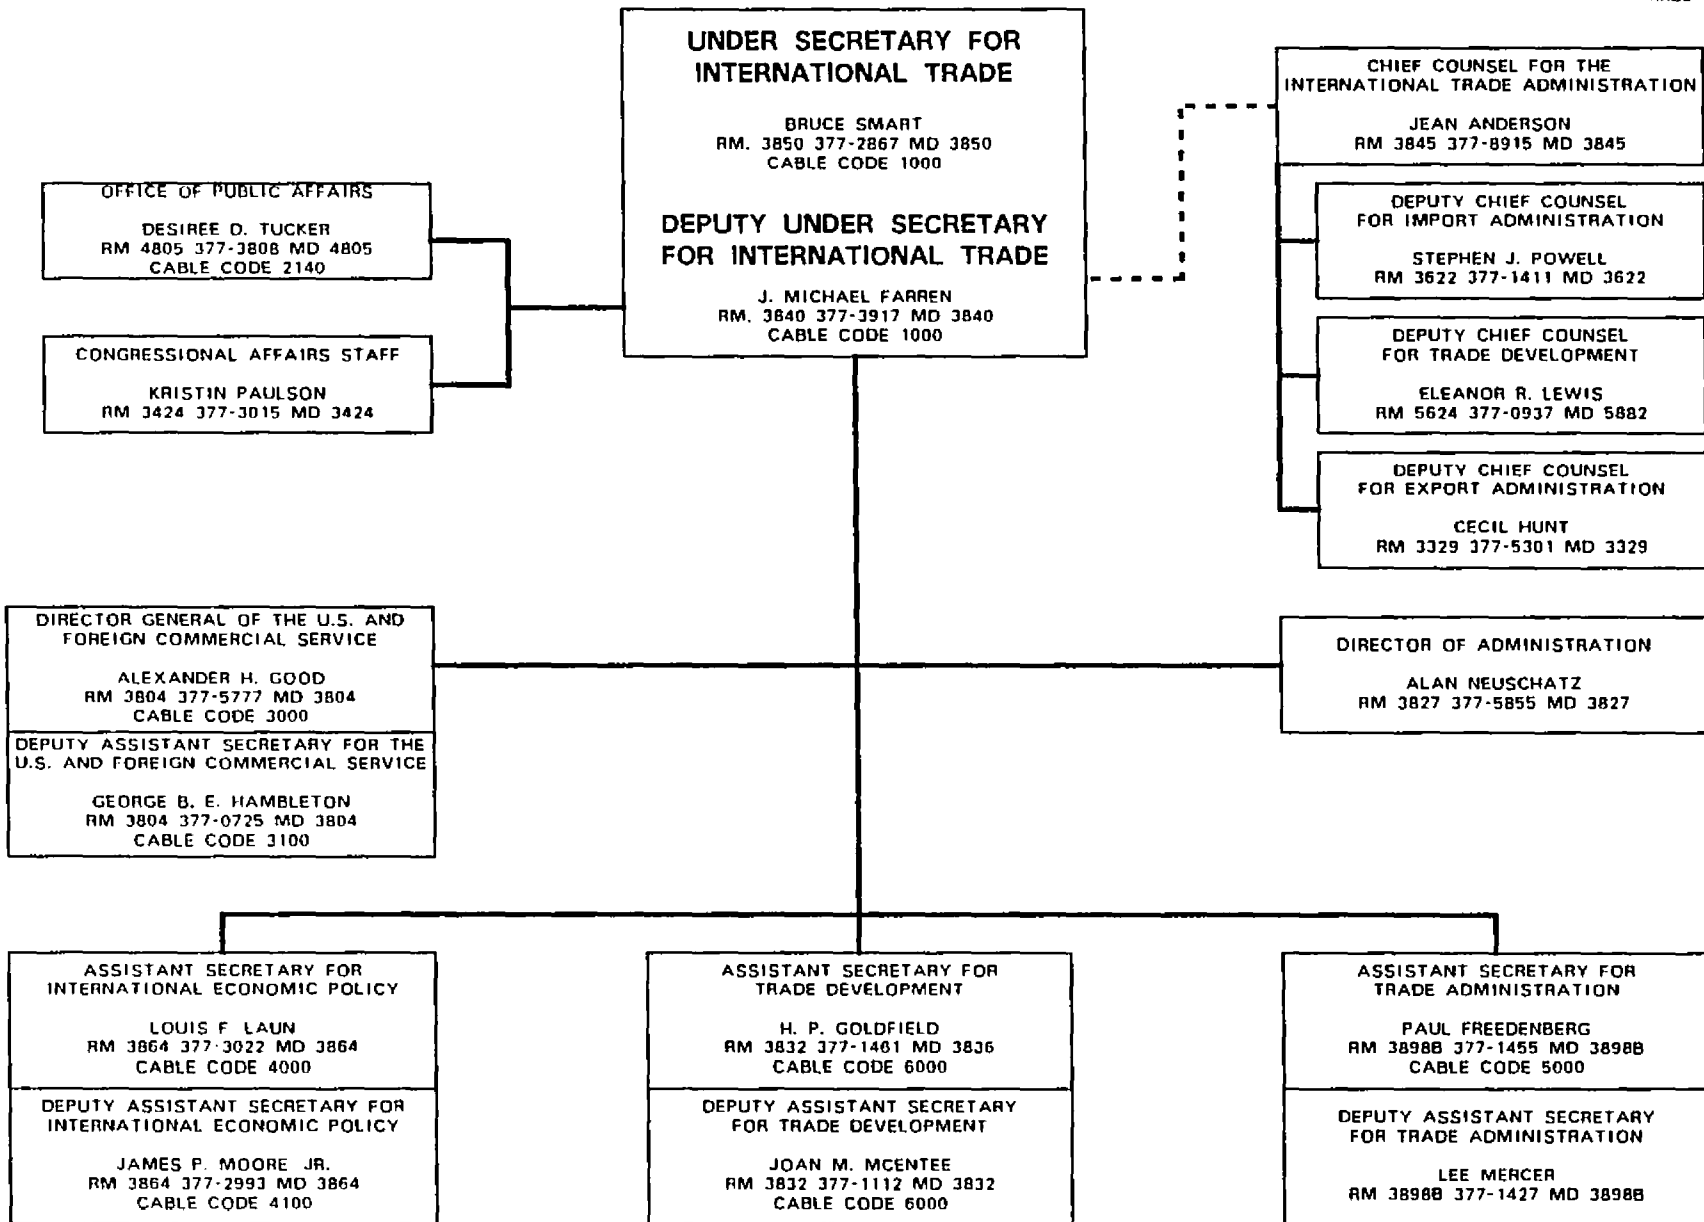 UNDER SECRETARY FOR
INTERNATIONAL TRADE
BRUCE SMART
RM. 3850 377-2867 MD 3850
CABLE CODE 1000
DEPUTY UNDER SECRETARY
FOR INTERNATIONAL TRADE
J. MICHAEL FARREN
RM. 3840 377-3917 MD 3840
CABLE CODE 1000
OFFICE OF PUBLIC AFFAIRS
DESIREE D. TUCKER
RM 4805 377-3808 MD 4805
CABLE CODE 2140
CONGRESSIONAL AFFAIRS STAFF
KRISTIN PAULSON
RM 3424 377-3015 MD 3424
CHIEF COUNSEL FOR THE
INTERNATIONAL TRADE ADMINISTRATION
JEAN ANDERSON
RM 3845 377-8915 MD 3845
DEPUTY CHIEF COUNSEL
FOR IMPORT ADMINISTRATION
STEPHEN J. POWELL
RM 3622 377-1411 MD 3622
DEPUTY CHIEF COUNSEL
FOR TRADE DEVELOPMENT
ELEANOR R. LEWIS
RM 5624 377-0937 MD 5882
DEPUTY CHIEF COUNSEL
FOR EXPORT ADMINISTRATION
CECIL HUNT
RM 3329 377-5301 MD 3329
DIRECTOR GENERAL OF THE U.S. AND
FOREIGN COMMERCIAL SERVICE
ALEXANDER H. GOOD
RM 3804 377-5777 MD 3804
CABLE CODE 3000
DEPUTY ASSISTANT SECRETARY FOR THE
U.S. AND FOREIGN COMMERCIAL SERVICE
GEORGE B. E. HAMBLETON
RM 3804 377-0725 MD 3804
CABLE CODE 3100
DIRECTOR OF ADMINISTRATION
ALAN NEUSCHATZ
RM 3827 377-5855 MD 3827
ASSISTANT SECRETARY FOR
INTERNATIONAL ECONOMIC POLICY
LOUIS F LAUN
RM 3864 377-3022 MD 3864
CABLE CODE 4000
DEPUTY ASSISTANT SECRETARY FOR
INTERNATIONAL ECONOMIC POLICY
JAMES P. MOORE JR.
RM 3864 377-2993 MD 3864
CABLE CODE 4100
ASSISTANT SECRETARY FOR
TRADE DEVELOPMENT
H. P. GOLDFIELD
RM 3832 377-1461 MD 3836
CABLE CODE 6000
DEPUTY ASSISTANT SECRETARY
FOR TRADE DEVELOPMENT
JOAN M. MCENTEE
RM 3832 377-1112 MD 3832
CABLE CODE 6000
ASSISTANT SECRETARY FOR
TRADE ADMINISTRATION
PAUL FREEDENBERG
RM 3898B 377-1455 MD 3898B
CABLE CODE 5000
DEPUTY ASSISTANT SECRETARY
FOR TRADE ADMINISTRATION
LEE MERCER
RM 3898B 377-1427 MD 3898B